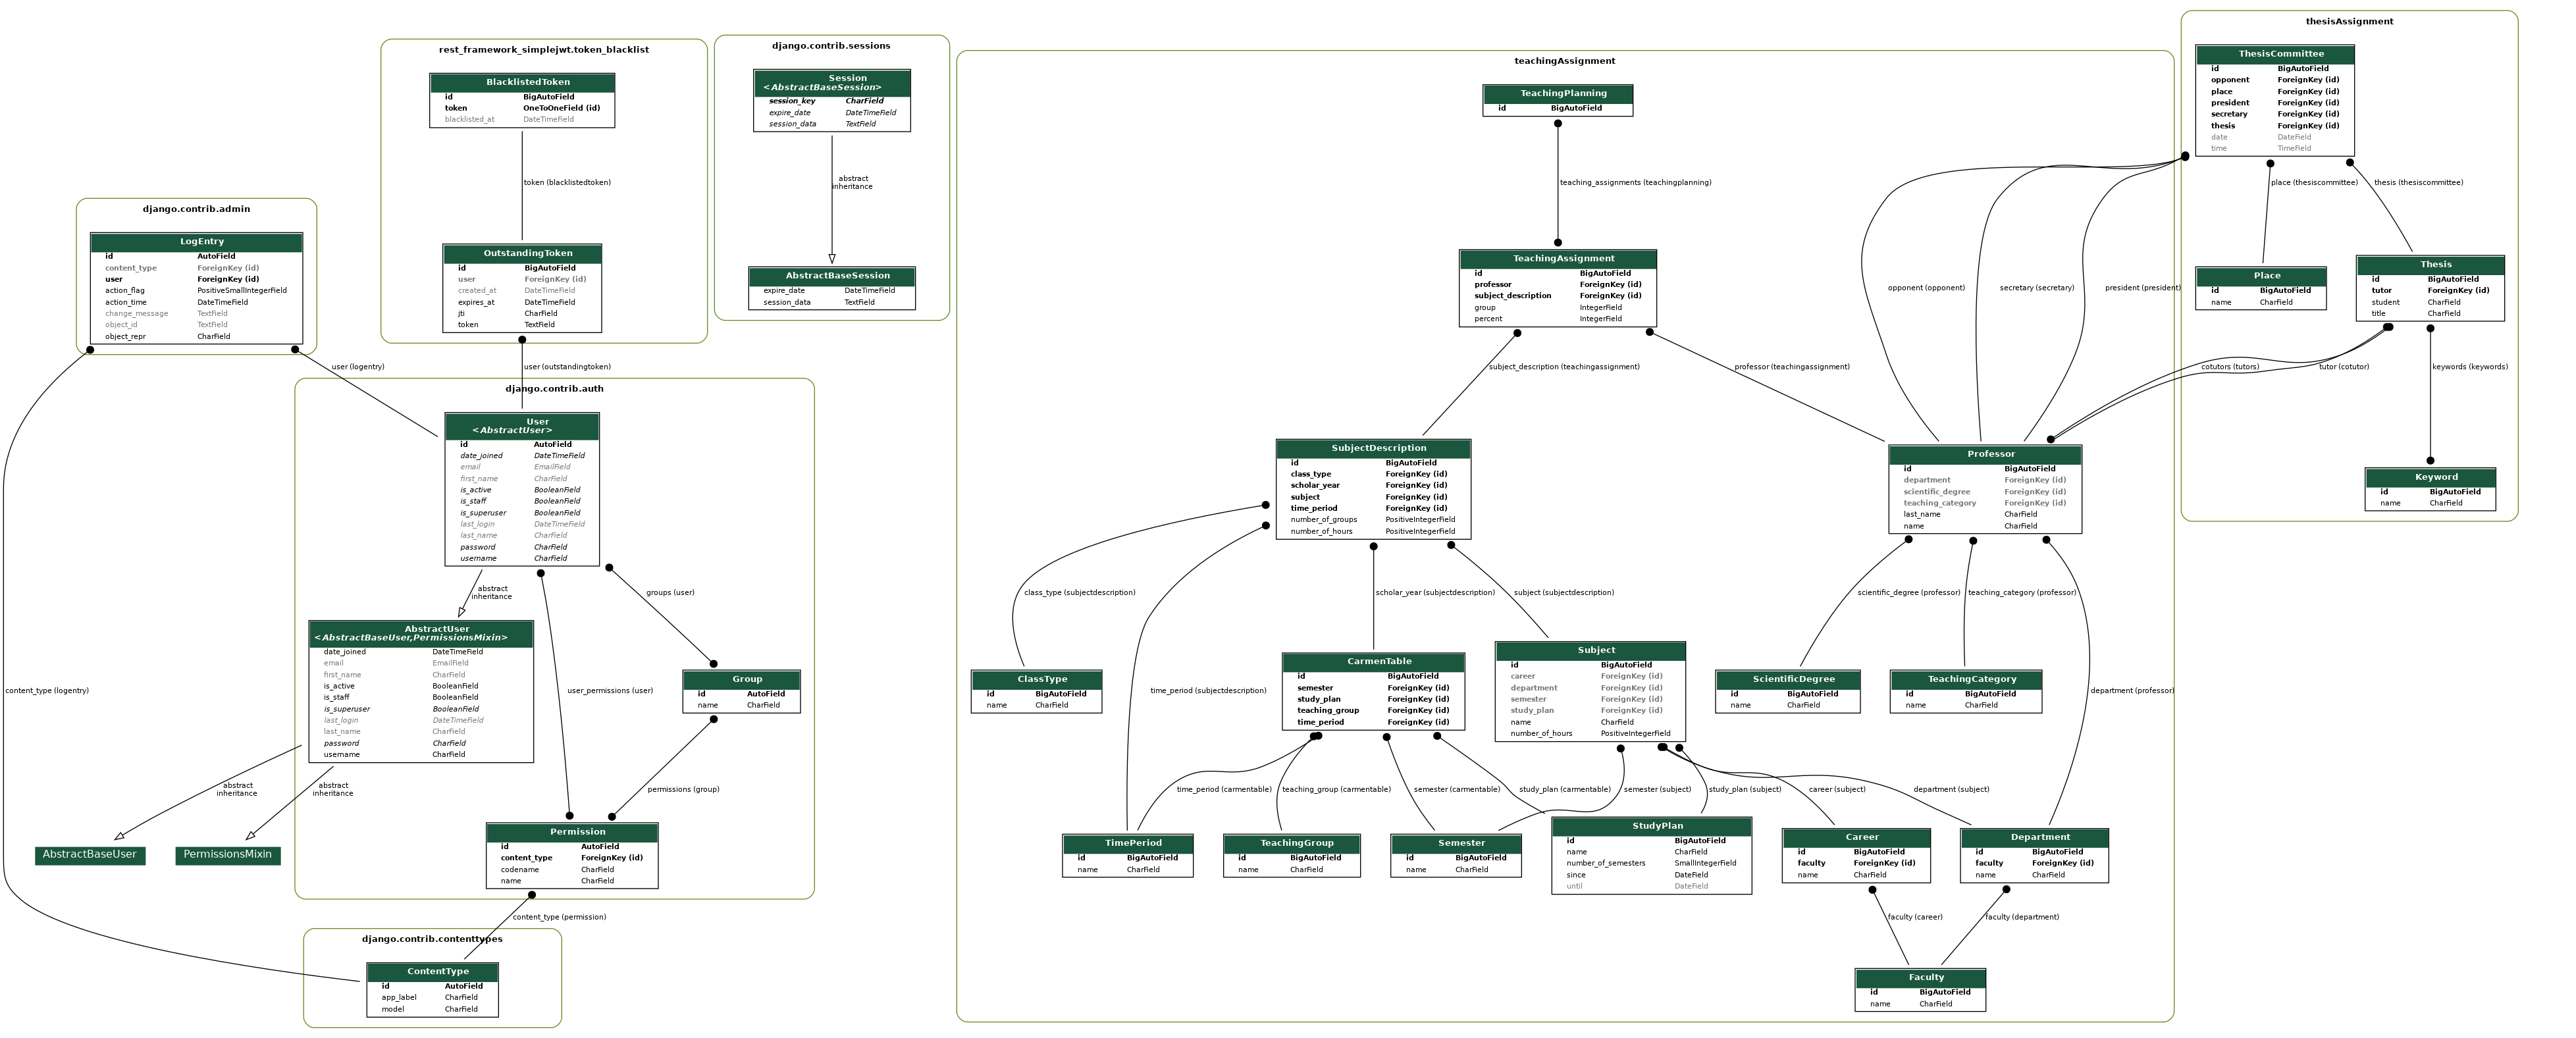 rest_framework_simplejwt.token_blacklist
BlacklistedToken
id BigAutoField
token OneToOneField (id)
blacklisted_at DateTimeField
token (blacklistedtoken)
OutstandingToken
id BigAutoField
user ForeignKey (id)
created_at DateTimeField
expires_at DateTimeField
jti CharField
token TextField
user (outstandingtoken)
django.contrib.sessions
Session
<AbstractBaseSession>
session_key CharField
expire_date DateTimeField
session_data TextField
abstract
inheritance
AbstractBaseSession
expire_date DateTimeField
session_data TextField
django.contrib.admin
LogEntry
id AutoField
content_type ForeignKey (id)
user ForeignKey (id)
action_flag PositiveSmallIntegerField
action_time DateTimeField
change_message TextField
object_id TextField
object_repr CharField
user (logentry)
content_type (logentry)
django.contrib.auth
User
<AbstractUser>
id AutoField
date_joined DateTimeField
email EmailField
first_name CharField
is_active BooleanField
is_staff BooleanField
is_superuser BooleanField
last_login DateTimeField
last_name CharField
password CharField
username CharField
abstract
inheritance
groups (user)
user_permissions (user)
AbstractUser
<AbstractBaseUser,PermissionsMixin>
date_joined DateTimeField
email EmailField
first_name CharField
is_active BooleanField
is_staff BooleanField
is_superuser BooleanField
last_login DateTimeField
last_name CharField
password CharField
username CharField
Group
id AutoField
name CharField
permissions (group)
abstract
inheritance
abstract
inheritance
AbstractBaseUser
PermissionsMixin
Permission
id AutoField
content_type ForeignKey (id)
codename CharField
name CharField
content_type (permission)
django.contrib.contenttypes
ContentType
id AutoField
app_label CharField
model CharField
teachingAssignment
TeachingPlanning
id BigAutoField
teaching_assignments (teachingplanning)
TeachingAssignment
id BigAutoField
professor ForeignKey (id)
subject_description ForeignKey (id)
group IntegerField
percent IntegerField
subject_description (teachingassignment)
professor (teachingassignment)
SubjectDescription
id BigAutoField
class_type ForeignKey (id)
scholar_year ForeignKey (id)
subject ForeignKey (id)
time_period ForeignKey (id)
number_of_groups PositiveIntegerField
number_of_hours PositiveIntegerField
class_type (subjectdescription)
scholar_year (subjectdescription)
subject (subjectdescription)
time_period (subjectdescription)
Professor
id BigAutoField
department ForeignKey (id)
scientific_degree ForeignKey (id)
teaching_category ForeignKey (id)
last_name CharField
name CharField
scientific_degree (professor)
teaching_category (professor)
department (professor)
ClassType
id BigAutoField
name CharField
CarmenTable
id BigAutoField
semester ForeignKey (id)
study_plan ForeignKey (id)
teaching_group ForeignKey (id)
time_period ForeignKey (id)
Subject
id BigAutoField
career ForeignKey (id)
department ForeignKey (id)
semester ForeignKey (id)
study_plan ForeignKey (id)
name CharField
number_of_hours PositiveIntegerField
ScientificDegree
id BigAutoField
name CharField
TeachingCategory
id BigAutoField
name CharField
time_period (carmentable)
teaching_group (carmentable)
semester (carmentable)
study_plan (carmentable)
semester (subject)
study_plan (subject)
career (subject)
department (subject)
TimePeriod
id BigAutoField
name CharField
TeachingGroup
id BigAutoField
name CharField
Semester
id BigAutoField
name CharField
StudyPlan
id BigAutoField
name CharField
number_of_semesters SmallIntegerField
since DateField
until DateField
Career
id BigAutoField
faculty ForeignKey (id)
name CharField
Department
id BigAutoField
faculty ForeignKey (id)
name CharField
faculty (career)
faculty (department)
Faculty
id BigAutoField
name CharField
thesisAssignment
ThesisCommittee
id BigAutoField
opponent ForeignKey (id)
place ForeignKey (id)
president ForeignKey (id)
secretary ForeignKey (id)
thesis ForeignKey (id)
date DateField
time TimeField
place (thesiscommittee)
thesis (thesiscommittee)
opponent (opponent)
secretary (secretary)
president (president)
Place
id BigAutoField
name CharField
Thesis
id BigAutoField
tutor ForeignKey (id)
student CharField
title CharField
cotutors (tutors)
tutor (cotutor)
keywords (keywords)
Keyword
id BigAutoField
name CharField